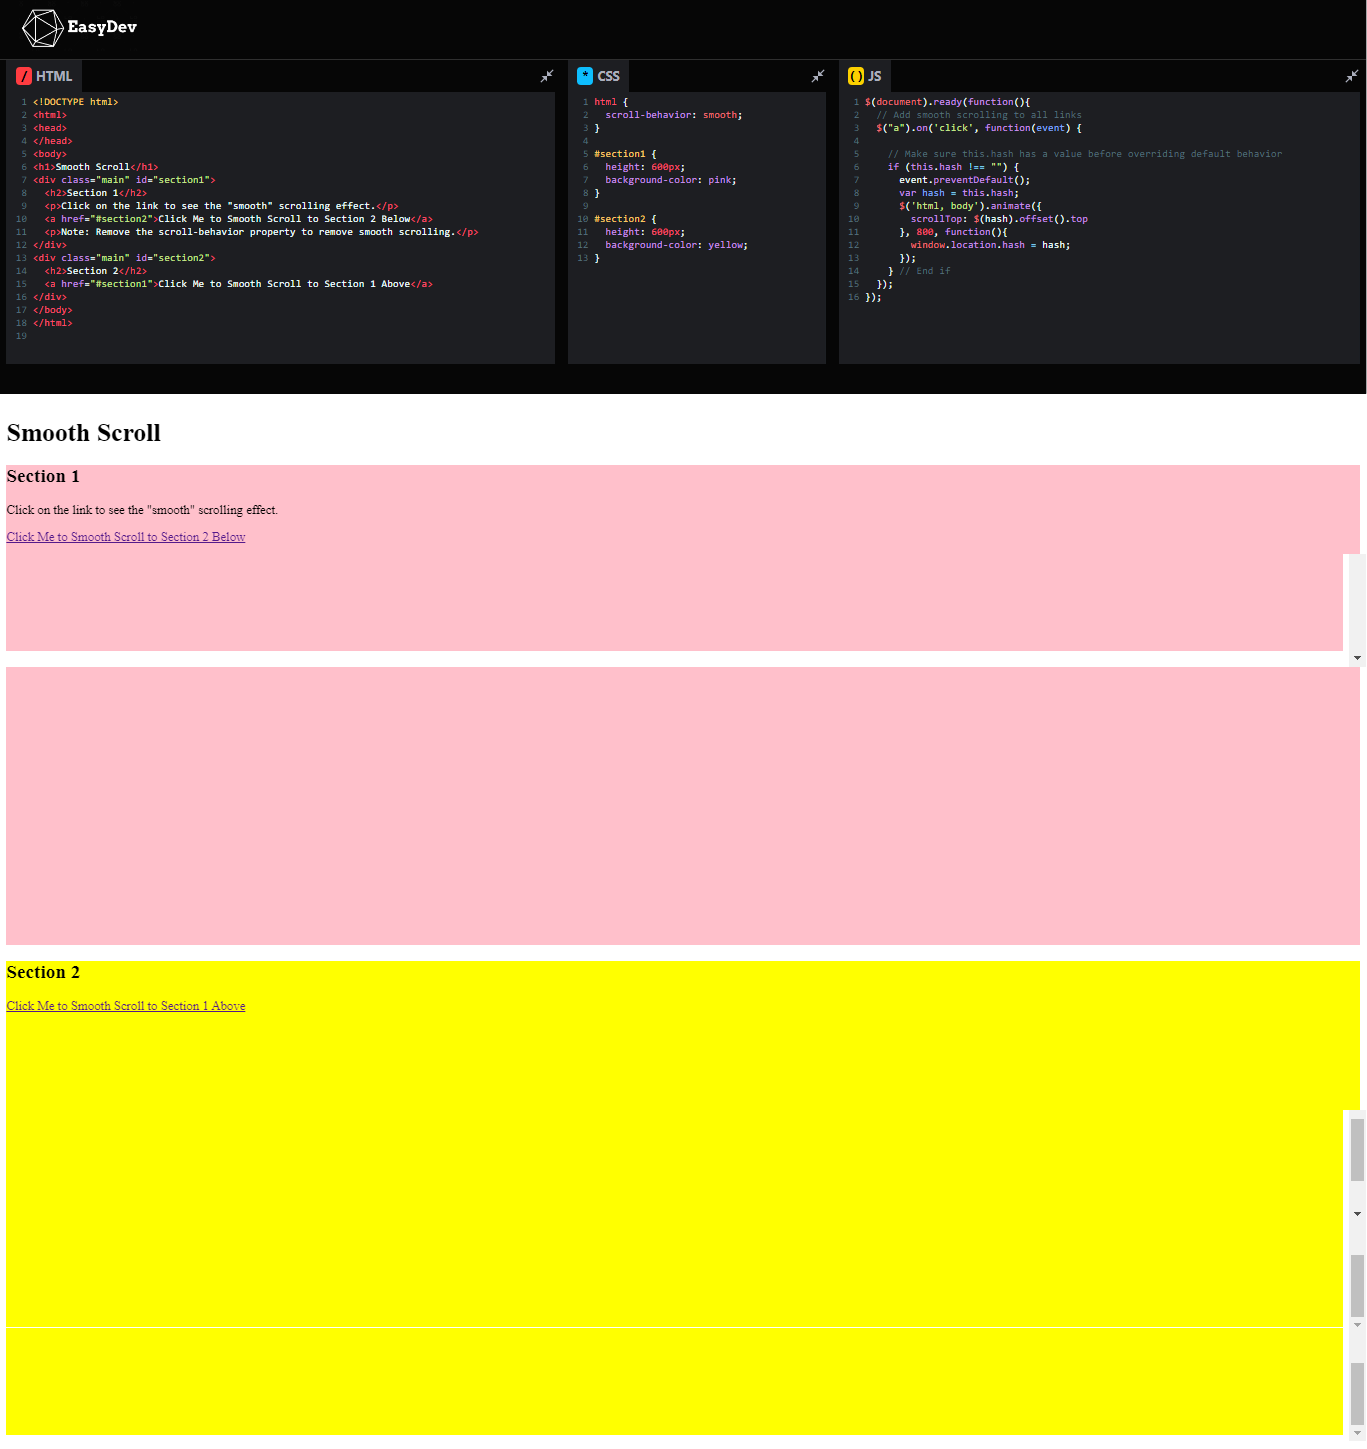 EasyDev
/ HTML
1 <!DOCTYPE html>
2 <html>
3 <head>
4 </head>
5 <body>
6 <h1>Smooth Scroll</h1>
7 <div class="main" id="section1">
8   <h2>Section 1</h2>
9   <p>Click on the link to see the "smooth" scrolling effect.</p>
10   <a href="#section2">Click Me to Smooth Scroll to Section 2 Below</a>
11   <p>Note: Remove the scroll-behavior property to remove smooth scrolling.</p>
12 </div>
13 <div class="main" id="section2">
14   <h2>Section 2</h2>
15   <a href="#section1">Click Me to Smooth Scroll to Section 1 Above</a>
16 </div>
17 </body>
18 </html>
19
* CSS
1 html {
2   scroll-behavior: smooth;
3 }
4
5 #section1 {
6   height: 600px;
7   background-color: pink;
8 }
9
10 #section2 {
11   height: 600px;
12   background-color: yellow;
13 }
() JS
1 $(document).ready(function(){
2   // Add smooth scrolling to all links
3   $("a").on('click', function(event) {
4
5     // Make sure this.hash has a value before overriding default behavior
6     if (this.hash !== "") {
7       event.preventDefault();
8       var hash = this.hash;
9       $('html, body').animate({
10         scrollTop: $(hash).offset().top
11       }, 800, function(){
12         window.location.hash = hash;
13       });
14     } // End if
15   });
16 });
Smooth Scroll
Section 1
Click on the link to see the "smooth" scrolling effect.
Click Me to Smooth Scroll to Section 2 Below
Section 2
Click Me to Smooth Scroll to Section 1 Above